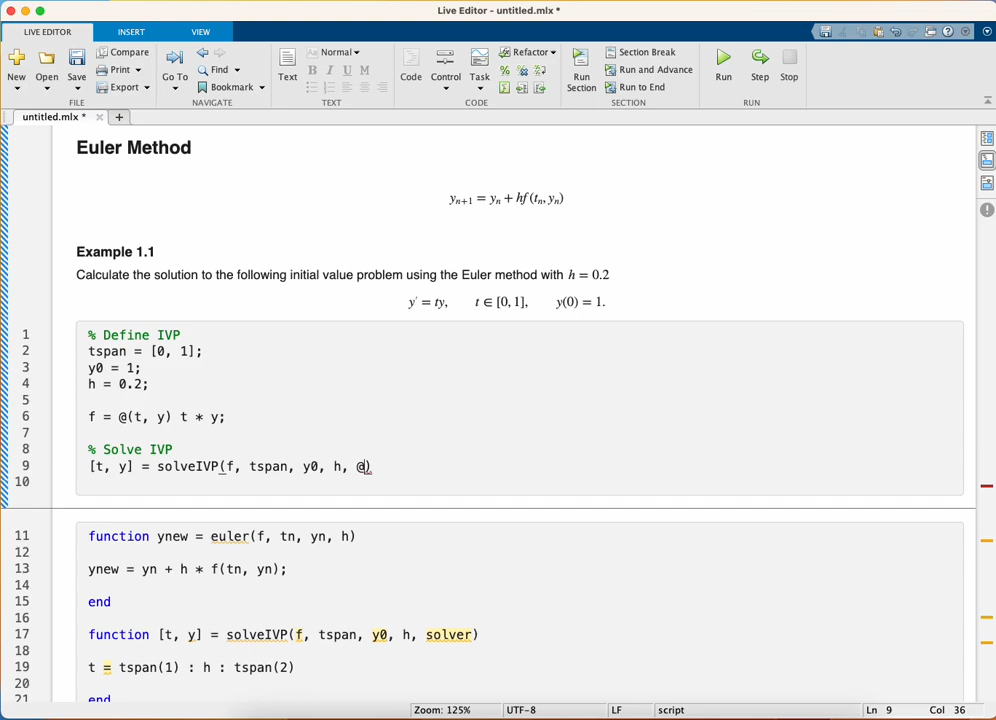 Live Editor - untitled.mlx *
LIVE EDITOR INSERT VIEW
New Open Save Compare Print Export
FILE
Go To Find Bookmark
NAVIGATE
Text Aa Normal B I U M
TEXT
Code Control Task Refactor
CODE
Run Section Section Break Run and Advance Run to End
SECTION
Run Step Stop
RUN
untitled.mlx * × +
Euler Method
yₙ₊₁ = yₙ + hf(tₙ, yₙ)
Example 1.1
Calculate the solution to the following initial value problem using the Euler method with h = 0.2
y′ = ty, t ∈ [0, 1], y(0) = 1.
1 % Define IVP
2 tspan = [0, 1];
3 y0 = 1;
4 h = 0.2;
5
6 f = @(t, y) t * y;
7
8 % Solve IVP
9 [t, y] = solveIVP(f, tspan, y0, h, @)
10
11 function ynew = euler(f, tn, yn, h)
12
13 ynew = yn + h * f(tn, yn);
14
15 end
16
17 function [t, y] = solveIVP(f, tspan, y0, h, solver)
18
19 t = tspan(1) : h : tspan(2)
20
21 end
Zoom: 125% UTF-8 LF script Ln 9 Col 36